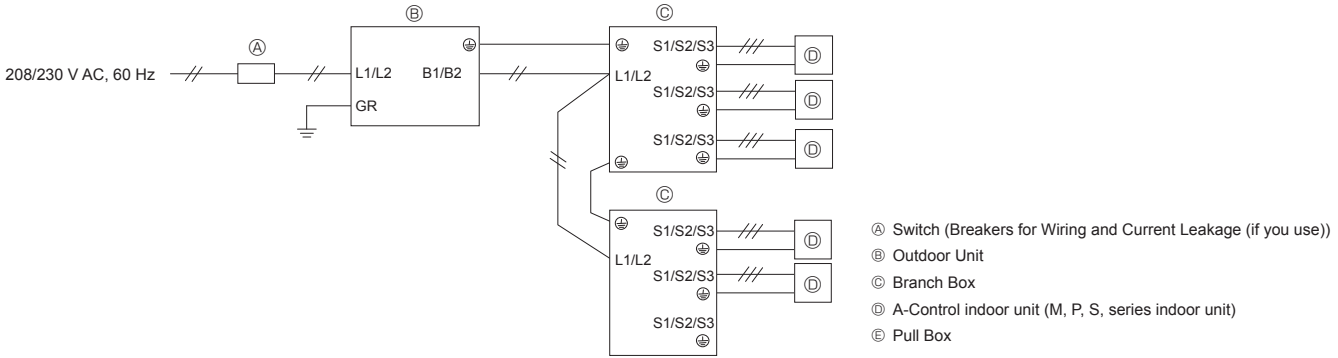 Ⓑ
Ⓒ
Ⓐ
208/230 V AC, 60 Hz
L1/L2
B1/B2
GR
L1/L2
S1/S2/S3
Ⓓ
S1/S2/S3
Ⓓ
S1/S2/S3
Ⓓ
Ⓒ
L1/L2
S1/S2/S3
Ⓓ
S1/S2/S3
Ⓓ
S1/S2/S3
Ⓐ Switch (Breakers for Wiring and Current Leakage (if you use))
Ⓑ Outdoor Unit
Ⓒ Branch Box
Ⓓ A-Control indoor unit (M, P, S, series indoor unit)
Ⓔ Pull Box